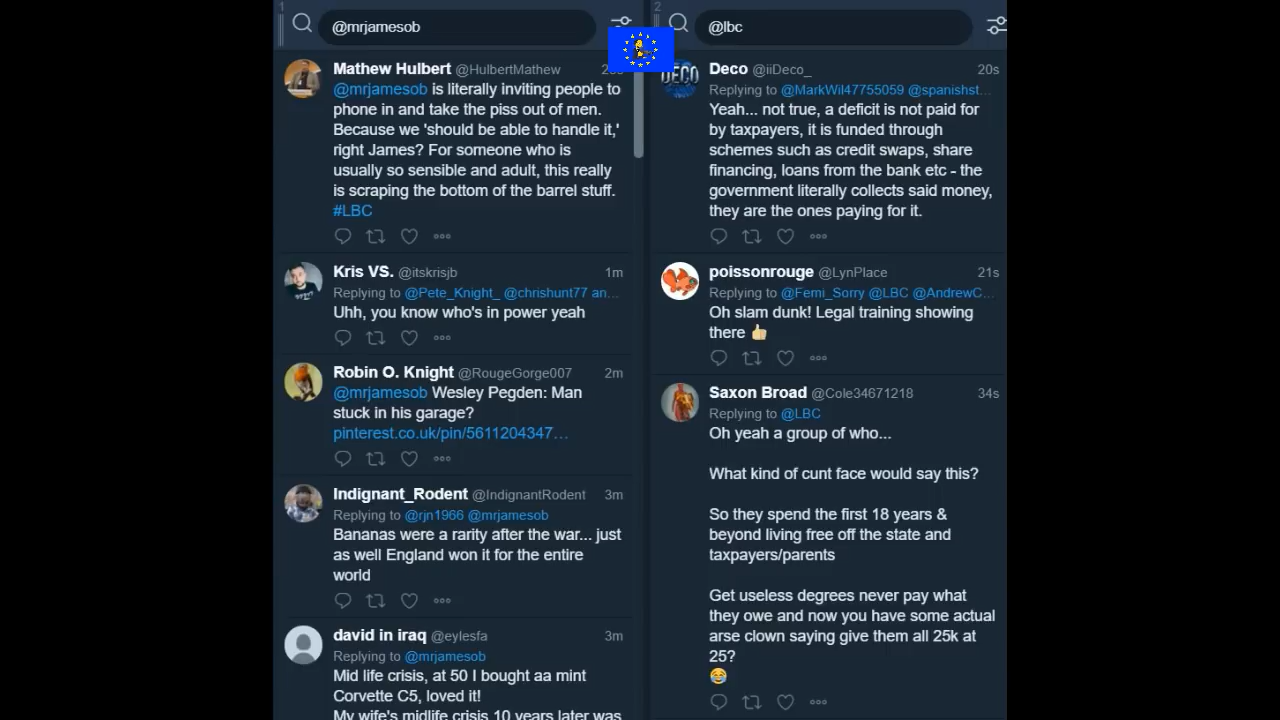 1
@mrjamesob
Mathew Hulbert @HulbertMathew
@mrjamesob is literally inviting people to
phone in and take the piss out of men.
Because we 'should be able to handle it,'
right James? For someone who is
usually so sensible and adult, this really
is scraping the bottom of the barrel stuff.
#LBC
Kris VS. @itskrisjb 1m
Replying to @Pete_Knight_ @chrishunt77 an...
Uhh, you know who's in power yeah
Robin O. Knight @RougeGorge007 2m
@mrjamesob Wesley Pegden: Man
stuck in his garage?
pinterest.co.uk/pin/5611204347…
Indignant_Rodent @IndignantRodent 3m
Replying to @rjn1966 @mrjamesob
Bananas were a rarity after the war... just
as well England won it for the entire
world
david in iraq @eylesfa 3m
Replying to @mrjamesob
Mid life crisis, at 50 I bought aa mint
Corvette C5, loved it!
My wife's midlife crisis 10 years later was
2
@lbc
DECO
Deco @iiDeco_ 20s
Replying to @MarkWil47755059 @spanishst...
Yeah... not true, a deficit is not paid for
by taxpayers, it is funded through
schemes such as credit swaps, share
financing, loans from the bank etc - the
government literally collects said money,
they are the ones paying for it.
poissonrouge @LynPlace 21s
Replying to @Femi_Sorry @LBC @AndrewC...
Oh slam dunk! Legal training showing
there 👍🏼
Saxon Broad @Cole34671218 34s
Replying to @LBC
Oh yeah a group of who...
What kind of cunt face would say this?
So they spend the first 18 years &
beyond living free off the state and
taxpayers/parents
Get useless degrees never pay what
they owe and now you have some actual
arse clown saying give them all 25k at
25?
😂